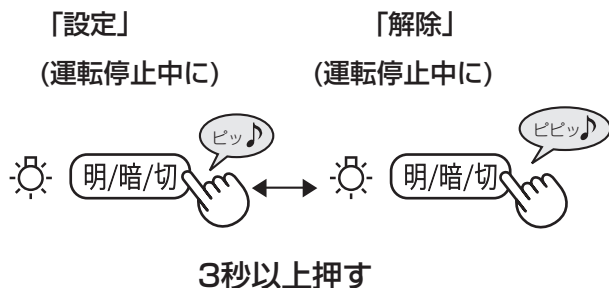 「設定」
(運転停止中に)
ピッ♪
明/暗/切
「解除」
(運転停止中に)
ピピッ♪
明/暗/切
3秒以上押す